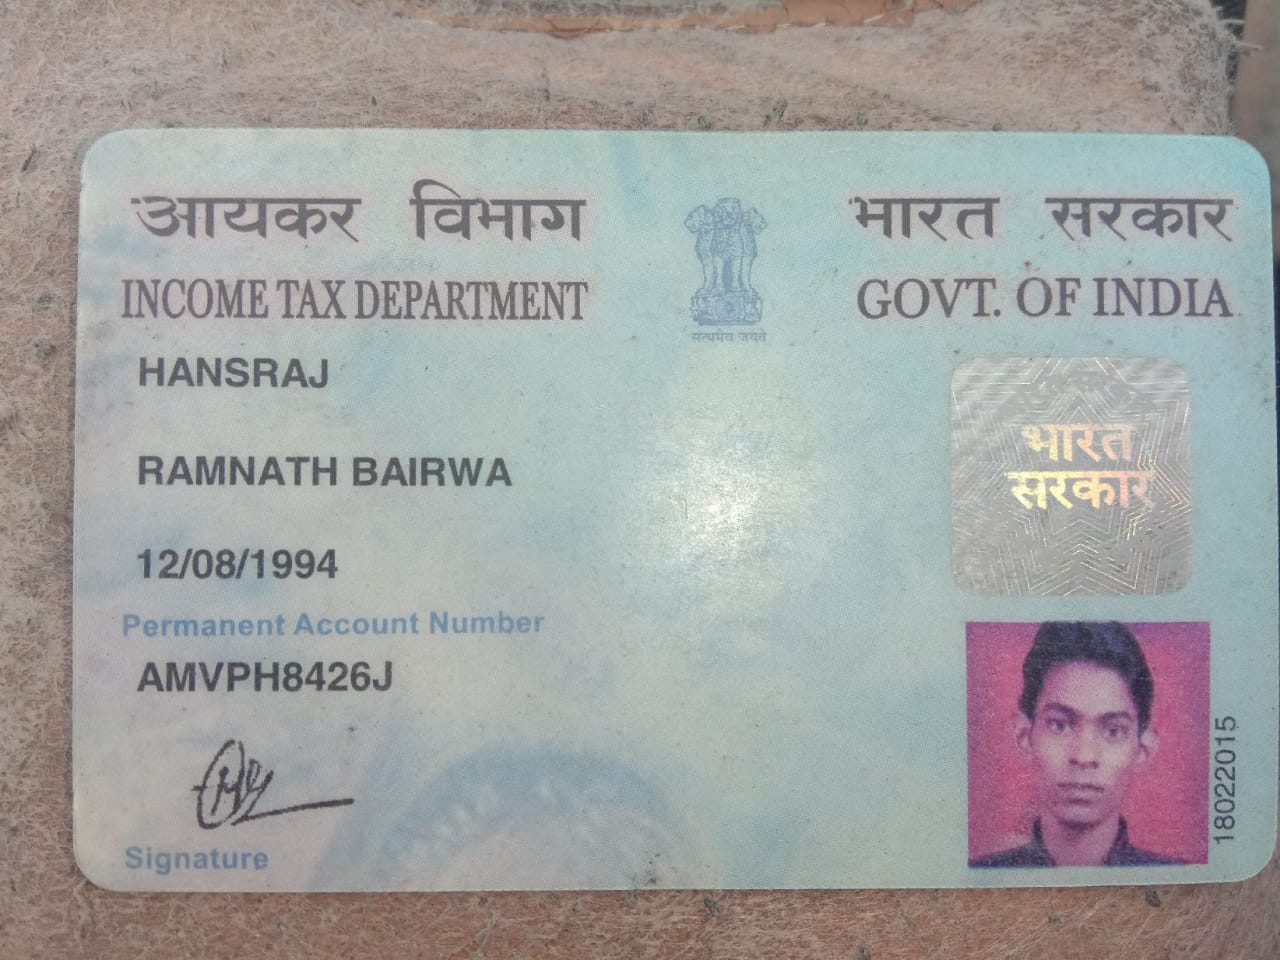 आयकर विभाग
INCOME TAX DEPARTMENT
सत्यमेव जयते
भारत सरकार
GOVT. OF INDIA
HANSRAJ
RAMNATH BAIRWA
12/08/1994
Permanent Account Number
AMVPH8426J
Signature
भारत
सरकार
18022015